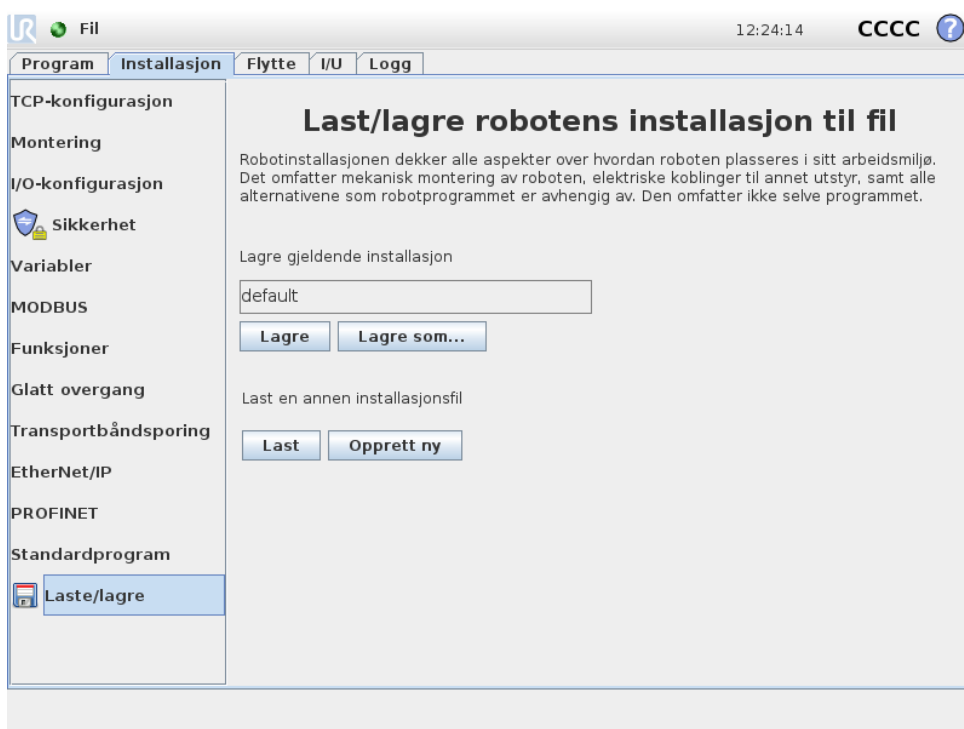 UR Fil 12:24:14 CCCC ?
Program Installasjon Flytte I/U Logg
TCP-konfigurasjon
Montering
I/O-konfigurasjon
Sikkerhet
Variabler
MODBUS
Funksjoner
Glatt overgang
Transportbåndsporing
EtherNet/IP
PROFINET
Standardprogram
Laste/lagre
Last/lagre robotens installasjon til fil
Robotinstallasjonen dekker alle aspekter over hvordan roboten plasseres i sitt arbeidsmiljø.
Det omfatter mekanisk montering av roboten, elektriske koblinger til annet utstyr, samt alle
alternativene som robotprogrammet er avhengig av. Den omfatter ikke selve programmet.
Lagre gjeldende installasjon
default
Lagre Lagre som...
Last en annen installasjonsfil
Last Opprett ny